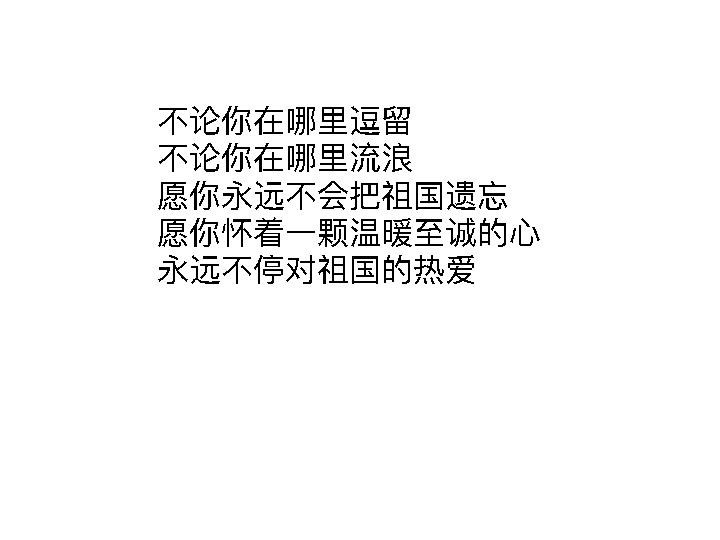 不论你在哪里逗留
不论你在哪里流浪
愿你永远不会把祖国遗忘
愿你怀着一颗温暖至诚的心
永远不停对祖国的热爱